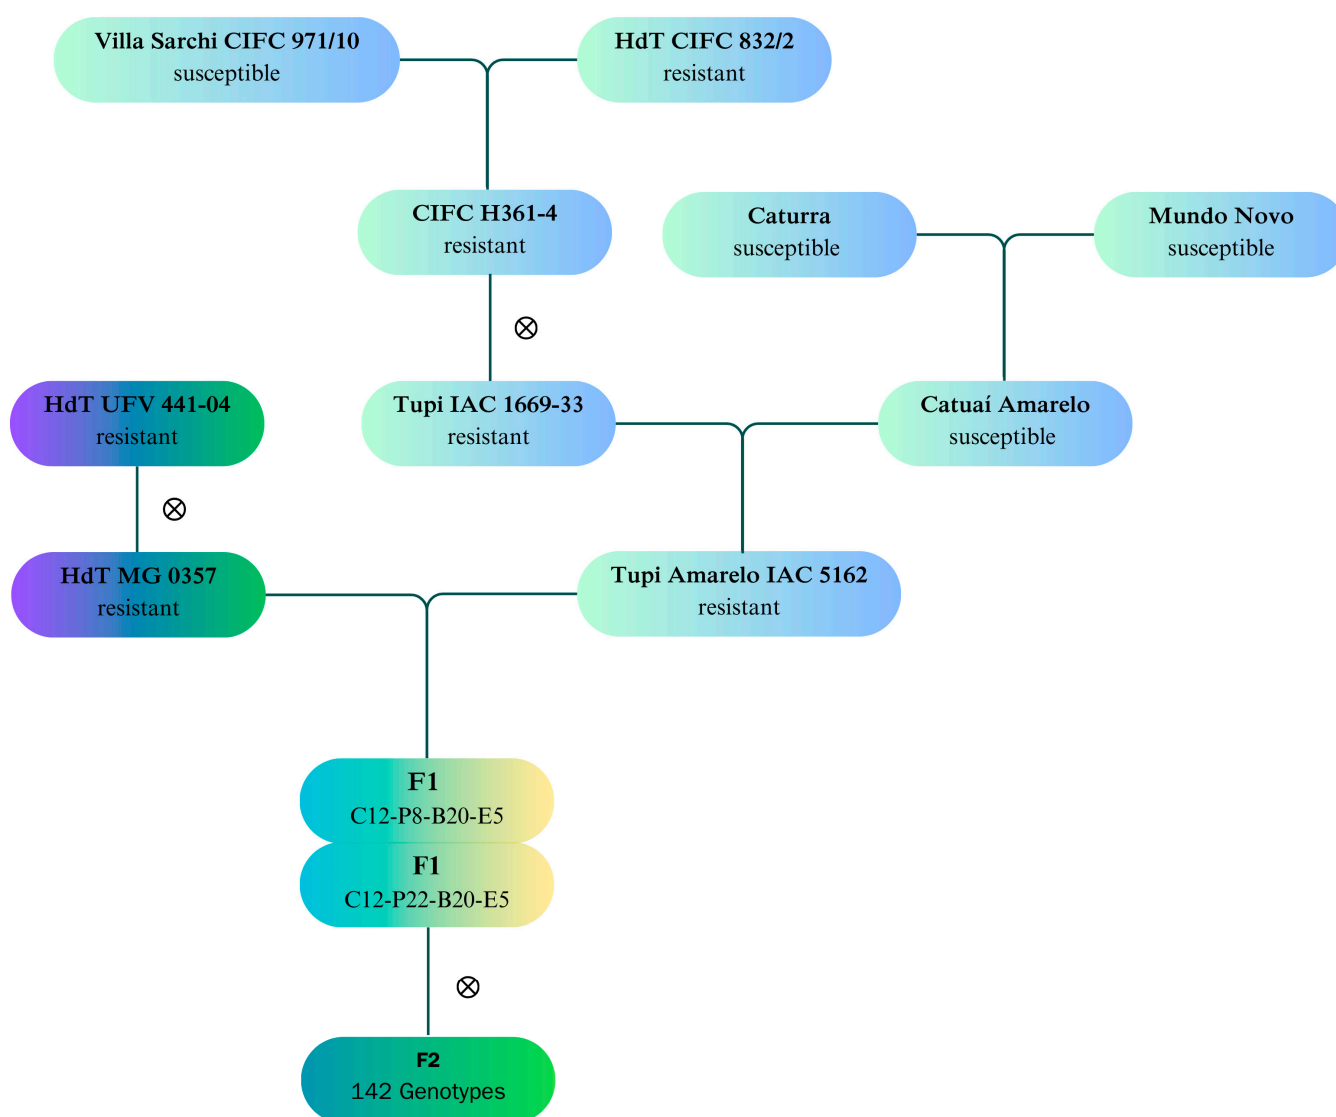 Villa Sarchi CIFC 971/10
susceptible
HdT CIFC 832/2
resistant
CIFC H361-4
resistant
Caturra
susceptible
Mundo Novo
susceptible
HdT UFV 441-04
resistant
Tupi IAC 1669-33
resistant
Catuaí Amarelo
susceptible
HdT MG 0357
resistant
Tupi Amarelo IAC 5162
resistant
F1
C12-P8-B20-E5
F1
C12-P22-B20-E5
F2
142 Genotypes